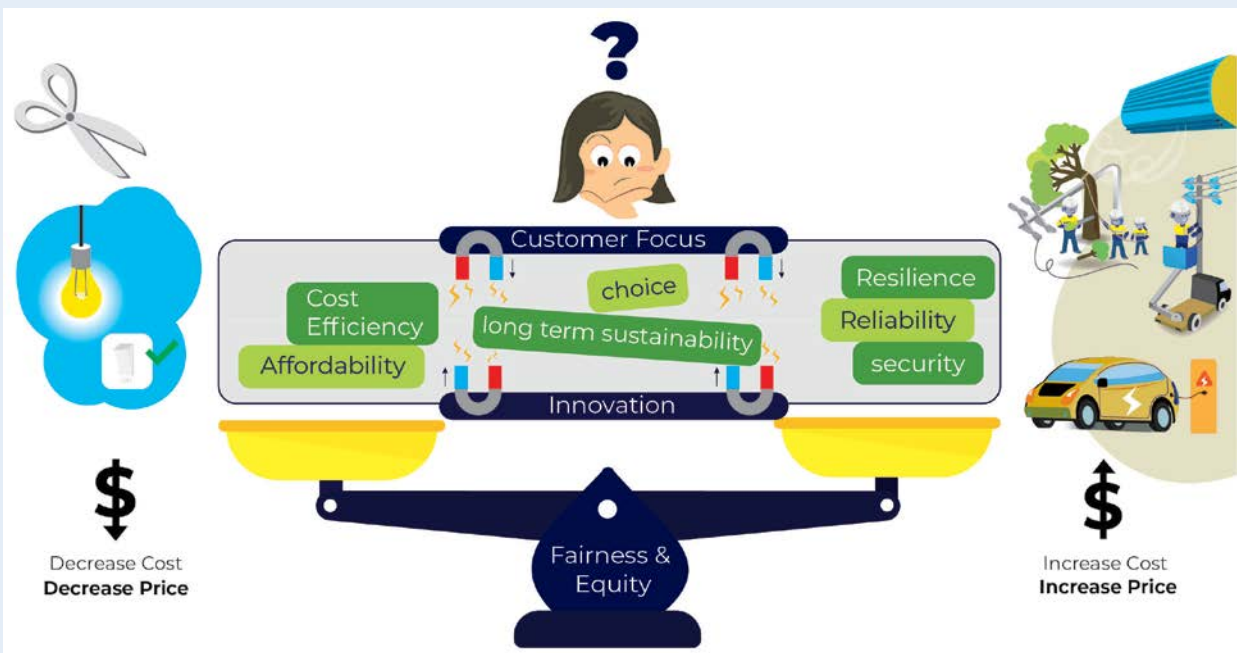 ?
Customer Focus
choice
Cost
Efficiency
Affordability
long term sustainability
Resilience
Reliability
security
Innovation
Fairness &
Equity
$
Decrease Cost
Decrease Price
$
Increase Cost
Increase Price